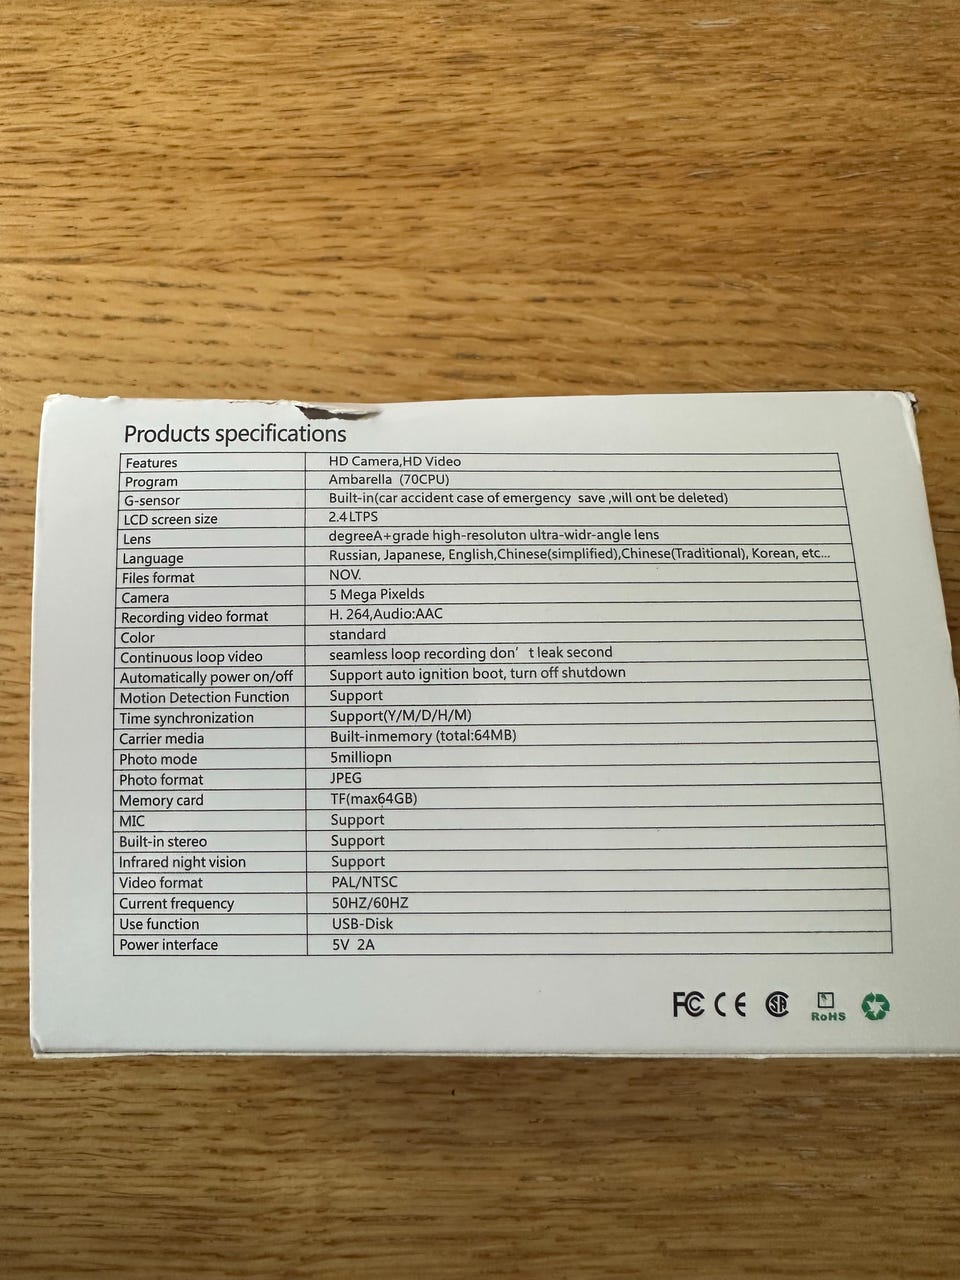 Products specifications
Features HD Camera,HD Video
Program Ambarella (70CPU)
G-sensor Built-in(car accident case of emergency save ,will ont be deleted)
LCD screen size 2.4LTPS
Lens degreeA+grade high-resoluton ultra-widr-angle lens
Language Russian, Japanese, English,Chinese(simplified),Chinese(Traditional), Korean, etc...
Files format NOV.
Camera 5 Mega Pixelds
Recording video format H. 264,Audio:AAC
Color standard
Continuous loop video seamless loop recording don' t leak second
Automatically power on/off Support auto ignition boot, turn off shutdown
Motion Detection Function Support
Time synchronization Support(Y/M/D/H/M)
Carrier media Built-inmemory (total:64MB)
Photo mode 5milliopn
Photo format JPEG
Memory card TF(max64GB)
MIC Support
Built-in stereo Support
Infrared night vision Support
Video format PAL/NTSC
Current frequency 50HZ/60HZ
Use function USB-Disk
Power interface 5V 2A
FC CE SA RoHS